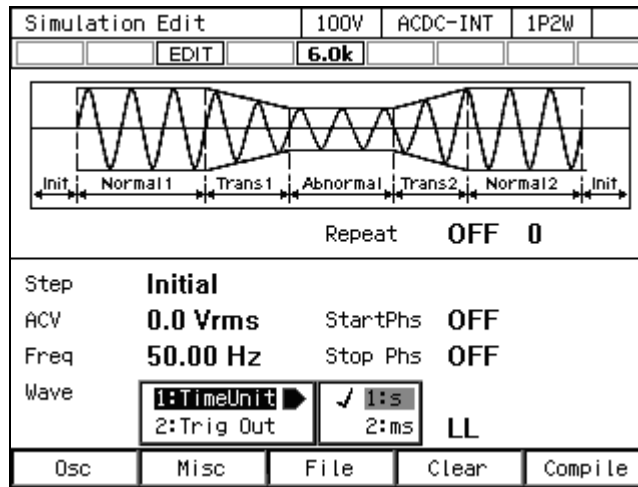 Simulation Edit 100V ACDC-INT 1P2W
EDIT 6.0k
Init Normal1 Trans1 Abnormal Trans2 Normal2 Init
Repeat OFF 0
Step Initial
ACV 0.0 Vrms StartPhs OFF
Freq 50.00 Hz Stop Phs OFF
Wave 1:TimeUnit ✓ 1:s
2:Trig Out 2:ms LL
Osc Misc File Clear Compile